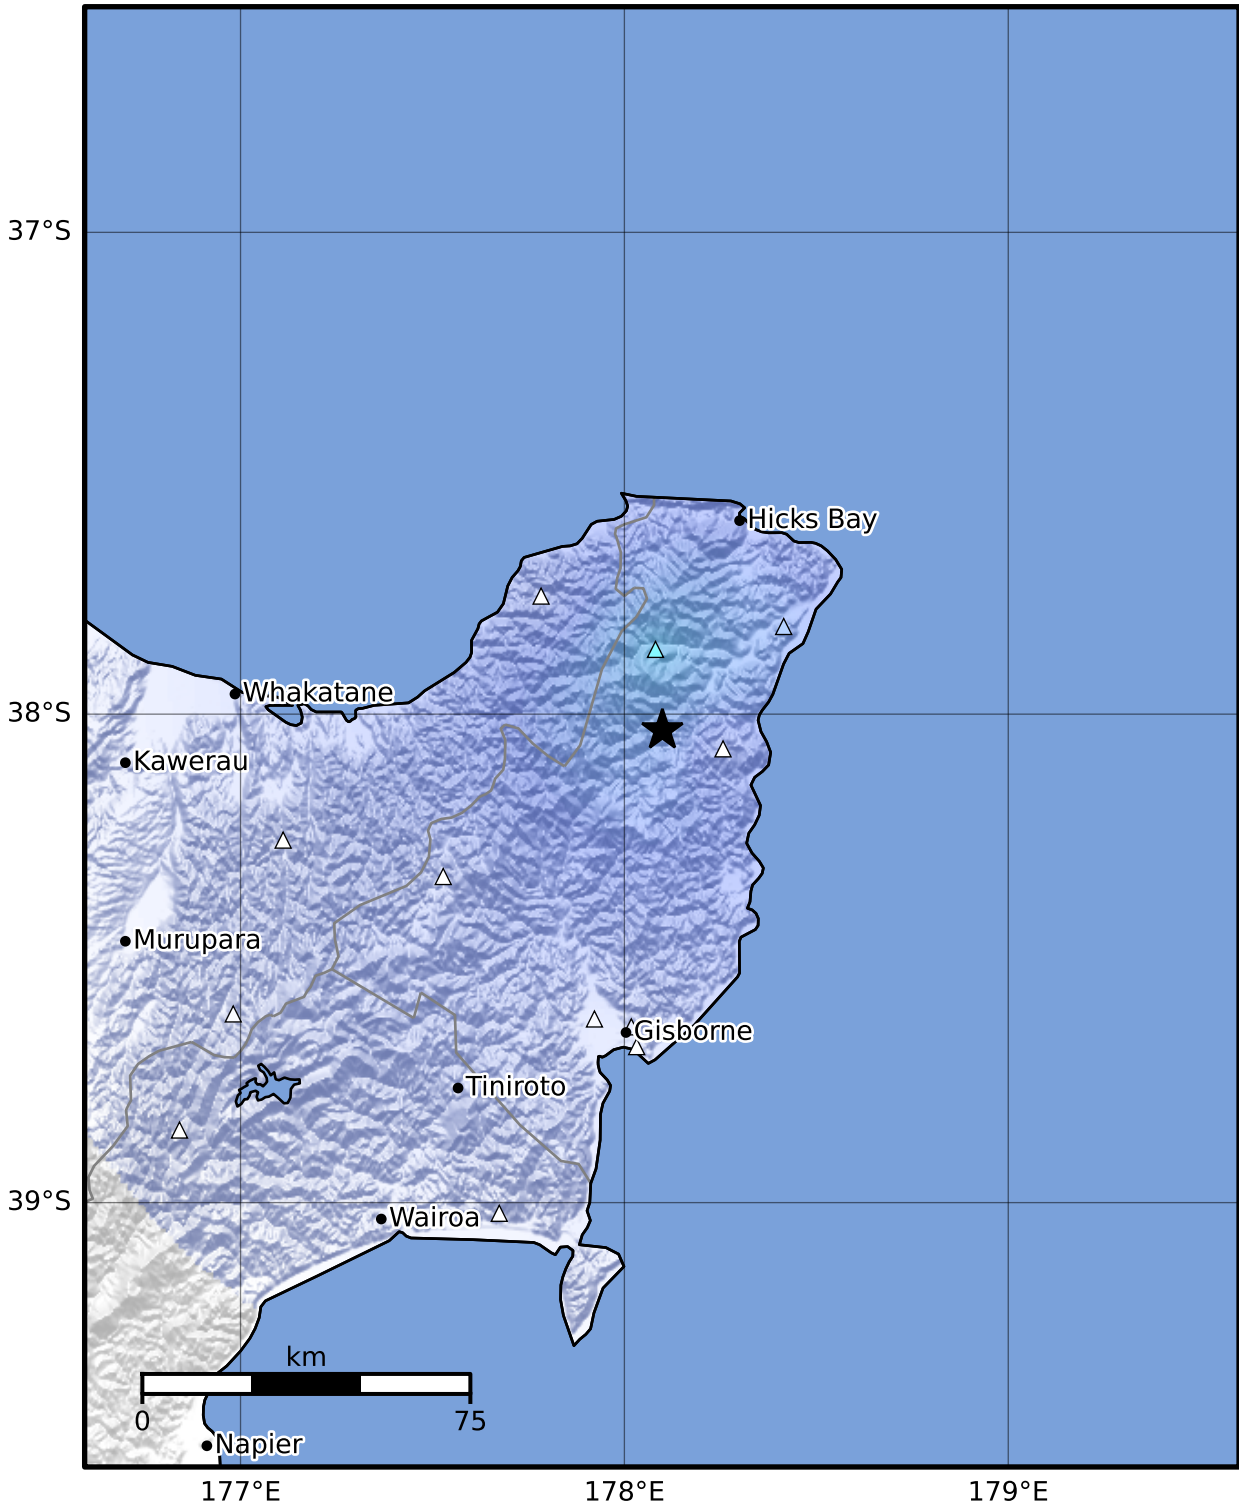 37°S
Hicks Bay
Whakatane
38°S
Kawerau
Murupara
Gisborne
Tiniroto
39°S
Wairoa
km
0 75
Napier
177°E 178°E 179°E